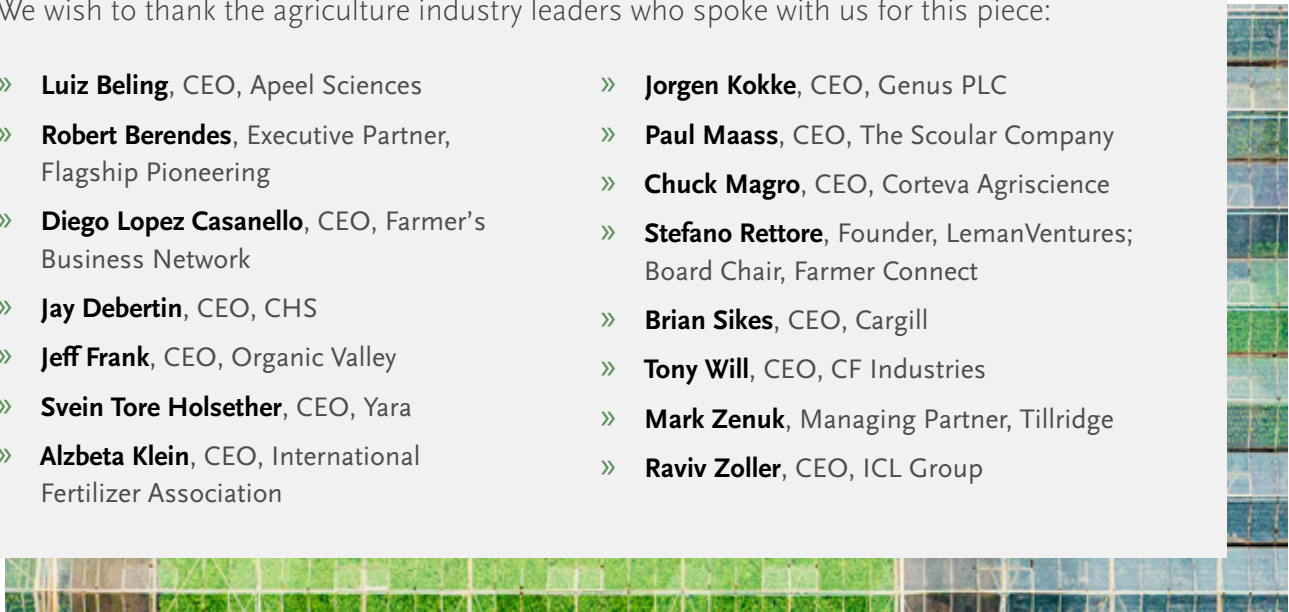 We wish to thank the agriculture industry leaders who spoke with us for this piece:
» Luiz Beling, CEO, Apeel Sciences
» Robert Berendes, Executive Partner,
Flagship Pioneering
» Diego Lopez Casanello, CEO, Farmer’s
Business Network
» Jay Debertin, CEO, CHS
» Jeff Frank, CEO, Organic Valley
» Svein Tore Holsether, CEO, Yara
» Alzbeta Klein, CEO, International
Fertilizer Association
» Jorgen Kokke, CEO, Genus PLC
» Paul Maass, CEO, The Scoular Company
» Chuck Magro, CEO, Corteva Agriscience
» Stefano Rettore, Founder, LemanVentures;
Board Chair, Farmer Connect
» Brian Sikes, CEO, Cargill
» Tony Will, CEO, CF Industries
» Mark Zenuk, Managing Partner, Tillridge
» Raviv Zoller, CEO, ICL Group